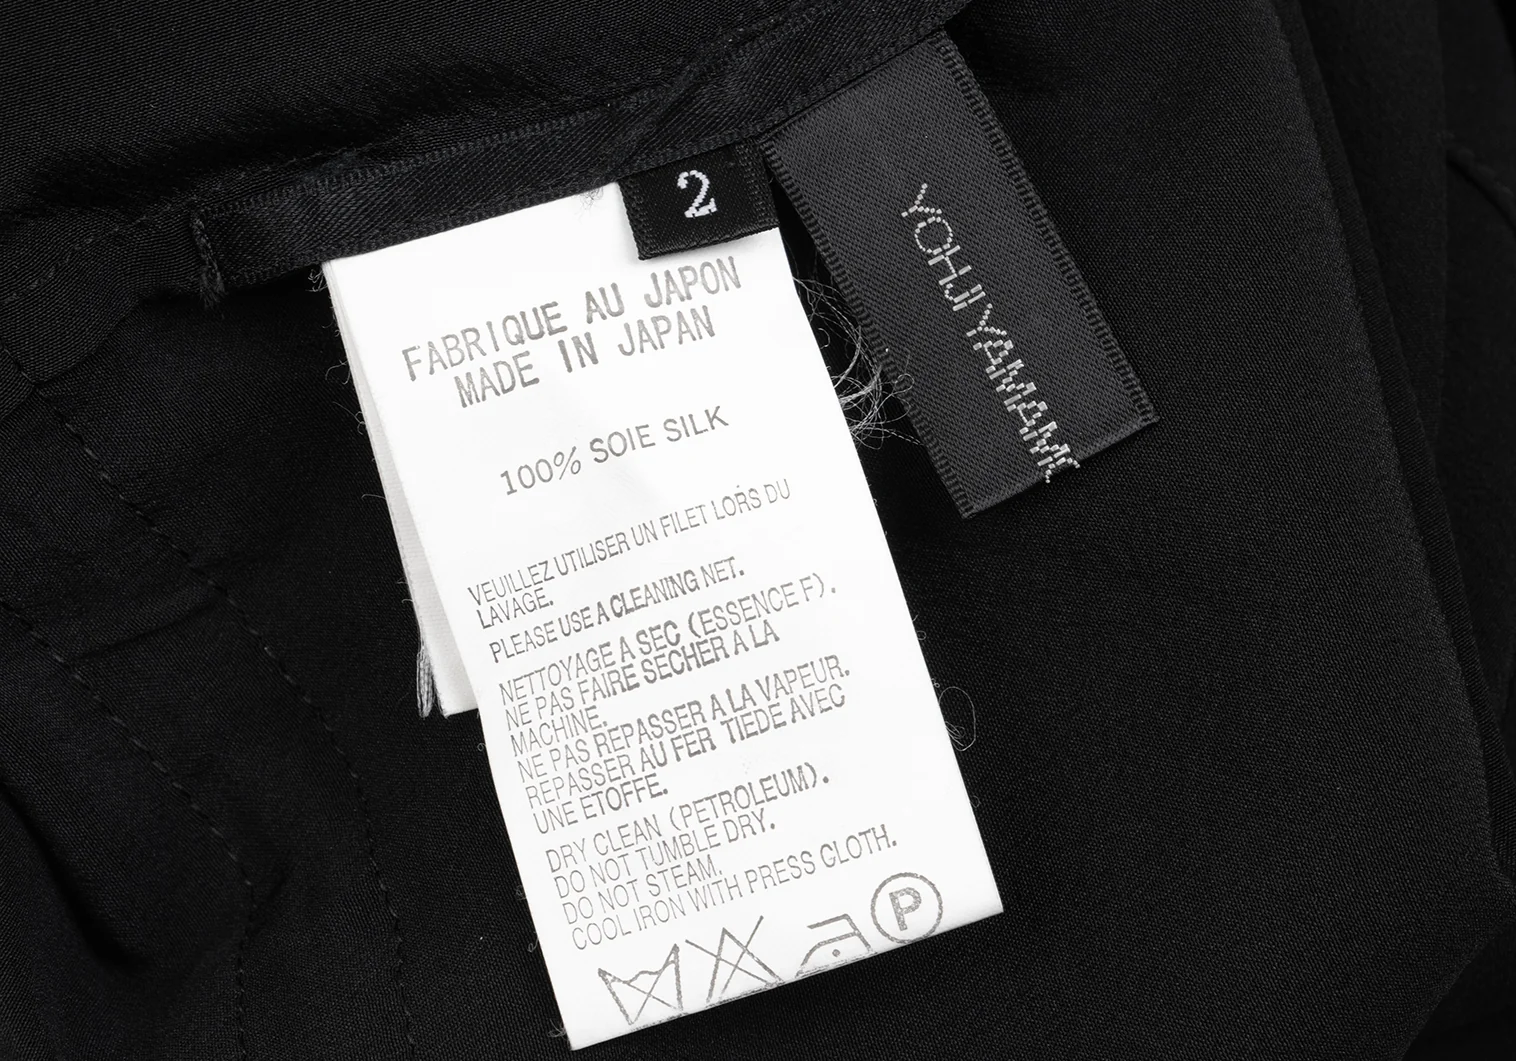 2
YOHJI YAMAMO
FABRIQUE AU JAPON
MADE IN JAPAN
100% SOIE SILK
VEUILLEZ UTILISER UN FILET LORS DU
LAVAGE.
PLEASE USE A CLEANING NET.
NETTOYAGE A SEC (ESSENCE F).
NE PAS FAIRE SECHER A LA
MACHINE.
NE PAS REPASSER A LA VAPEUR.
REPASSER AU FER TIEDE AVEC
UNE ETOFFE.
DRY CLEAN (PETROLEUM).
DO NOT TUMBLE DRY.
DO NOT STEAM.
COOL IRON WITH PRESS CLOTH.
P